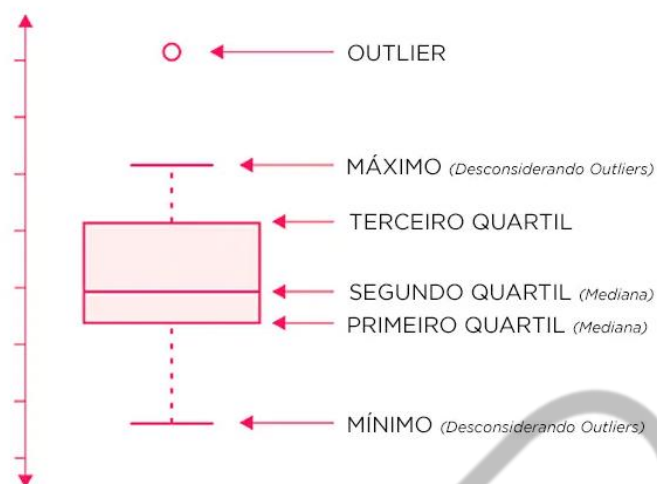 OUTLIER
MÁXIMO (Desconsiderando Outliers)
TERCEIRO QUARTIL
SEGUNDO QUARTIL (Mediana)
PRIMEIRO QUARTIL (Mediana)
MÍNIMO (Desconsiderando Outliers)